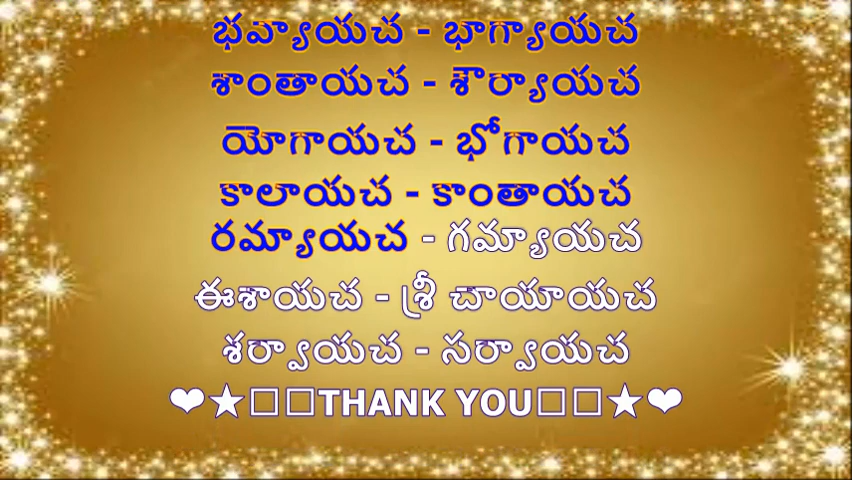 భవ్యాయచ - భాగ్యాయచ
శాంతాయచ - శౌర్యాయచ
యోగాయచ - భోగాయచ
కాలాయచ - కాంతాయచ
రమ్యాయచ - గమ్యాయచ
ఈశాయచ - శ్రీ చాయాయచ
శర్వాయచ - సర్వాయచ
❤★□□THANK YOU□□★❤